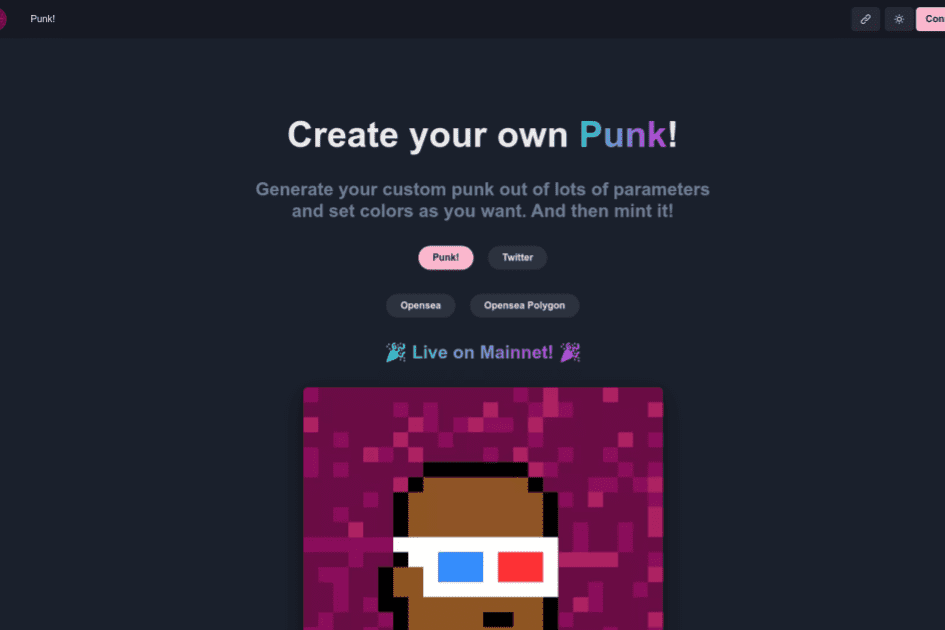 Punk!
Con
Create your own Punk!
Generate your custom punk out of lots of parameters
and set colors as you want. And then mint it!
Punk! Twitter
Opensea Opensea Polygon
🎉 Live on Mainnet! 🎉